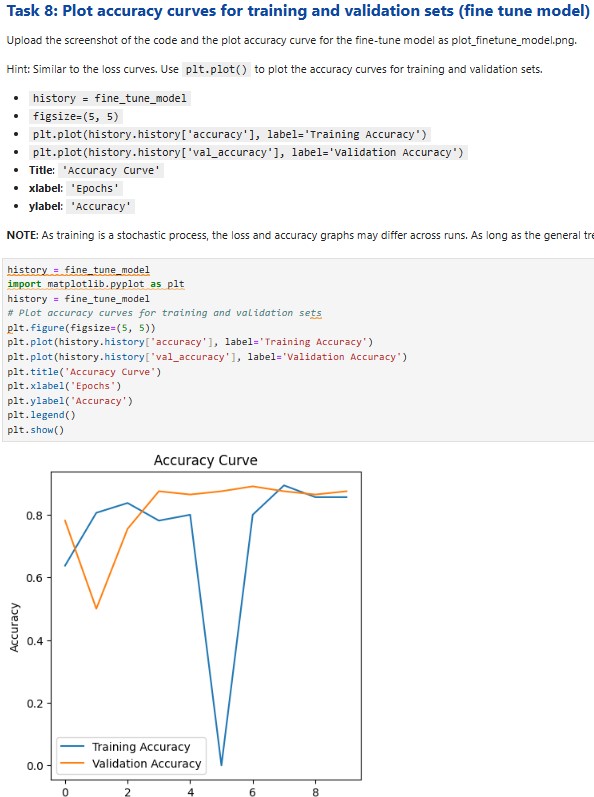 Task 8: Plot accuracy curves for training and validation sets (fine tune model)
Upload the screenshot of the code and the plot accuracy curve for the fine-tune model as plot_finetune_model.png.
Hint: Similar to the loss curves. Use plt.plot() to plot the accuracy curves for training and validation sets.
• history = fine_tune_model
• figsize=(5, 5)
• plt.plot(history.history['accuracy'], label='Training Accuracy')
• plt.plot(history.history['val_accuracy'], label='Validation Accuracy')
• Title: 'Accuracy Curve'
• xlabel: 'Epochs'
• ylabel: 'Accuracy'
NOTE: As training is a stochastic process, the loss and accuracy graphs may differ across runs. As long as the general tre
history = fine_tune_model
import matplotlib.pyplot as plt
history = fine_tune_model
# Plot accuracy curves for training and validation sets
plt.figure(figsize=(5, 5))
plt.plot(history.history['accuracy'], label='Training Accuracy')
plt.plot(history.history['val_accuracy'], label='Validation Accuracy')
plt.title('Accuracy Curve')
plt.xlabel('Epochs')
plt.ylabel('Accuracy')
plt.legend()
plt.show()
Accuracy Curve
0.8
0.6
0.4
0.2
0.0
Accuracy
Training Accuracy
Validation Accuracy
0 2 4 6 8